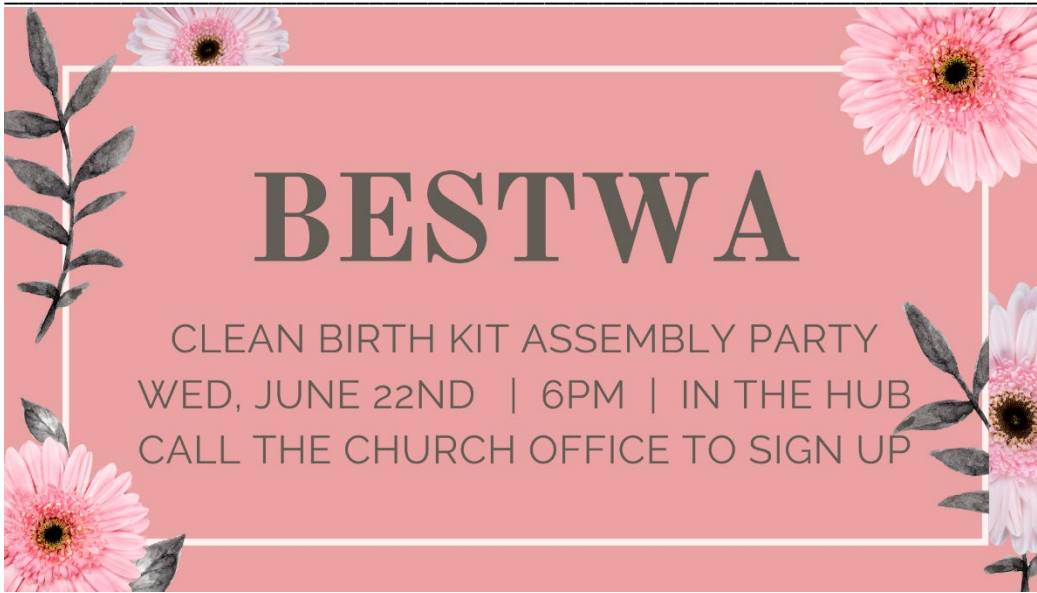 BESTWA
CLEAN BIRTH KIT ASSEMBLY PARTY
WED, JUNE 22ND | 6PM | IN THE HUB
CALL THE CHURCH OFFICE TO SIGN UP